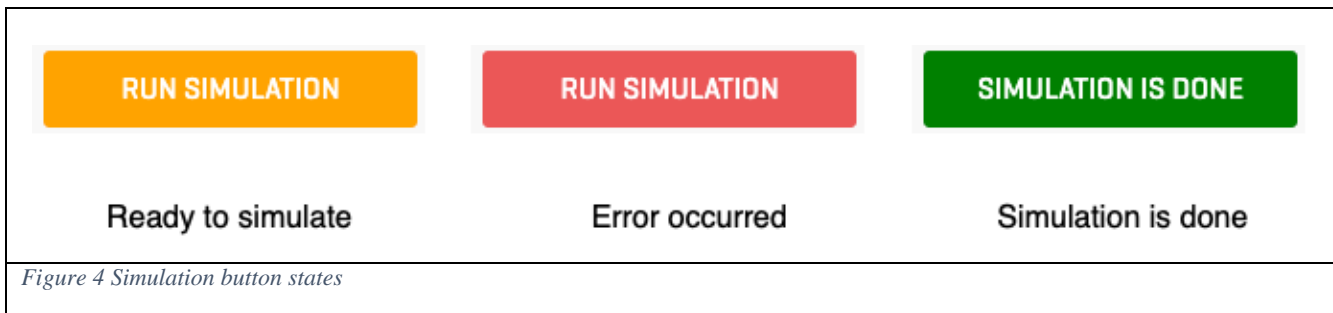 RUN SIMULATION
RUN SIMULATION
SIMULATION IS DONE
Ready to simulate
Error occurred
Simulation is done
Figure 4 Simulation button states